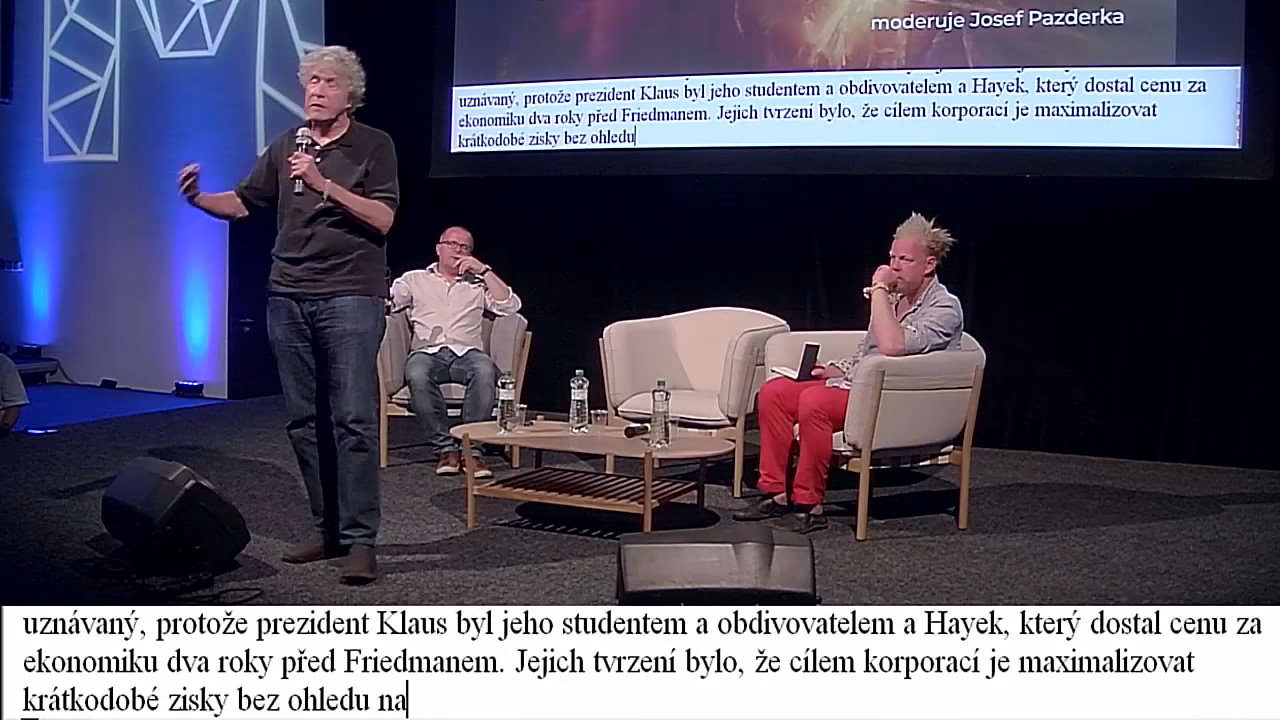 moderuje Josef Pazderka
uznávaný, protože prezident Klaus byl jeho studentem a obdivovatelem a Hayek, který dostal cenu za
ekonomiku dva roky před Friedmanem. Jejich tvrzení bylo, že cílem korporací je maximalizovat
krátkodobé zisky bez ohledu
uznávaný, protože prezident Klaus byl jeho studentem a obdivovatelem a Hayek, který dostal cenu za
ekonomiku dva roky před Friedmanem. Jejich tvrzení bylo, že cílem korporací je maximalizovat
krátkodobé zisky bez ohledu na